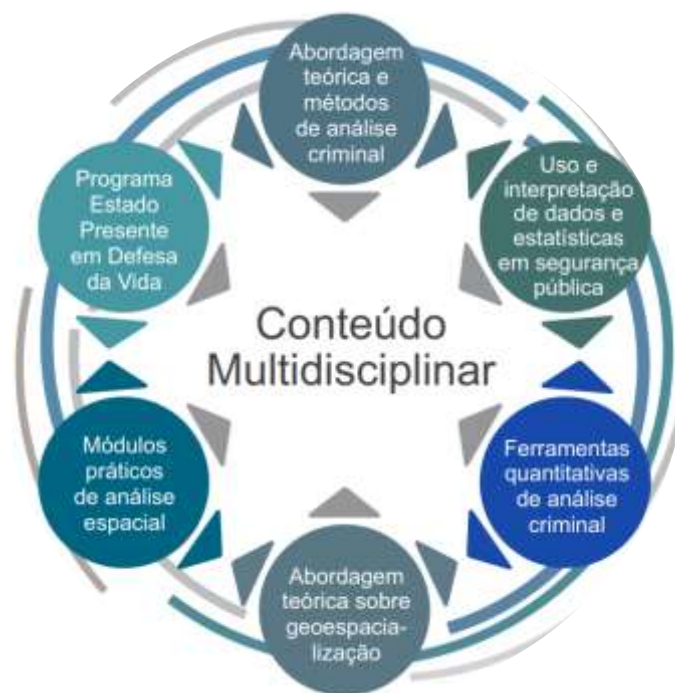 Abordagem
teórica e
métodos
de análise
criminal
Uso e
interpretação
de dados e
estatísticas
em segurança
pública
Ferramentas
quantitativas
de análise
criminal
Abordagem
teórica sobre
geoespacia-
lização
Módulos
práticos
de análise
espacial
Programa
Estado
Presente
em Defesa
da Vida
Conteúdo
Multidisciplinar